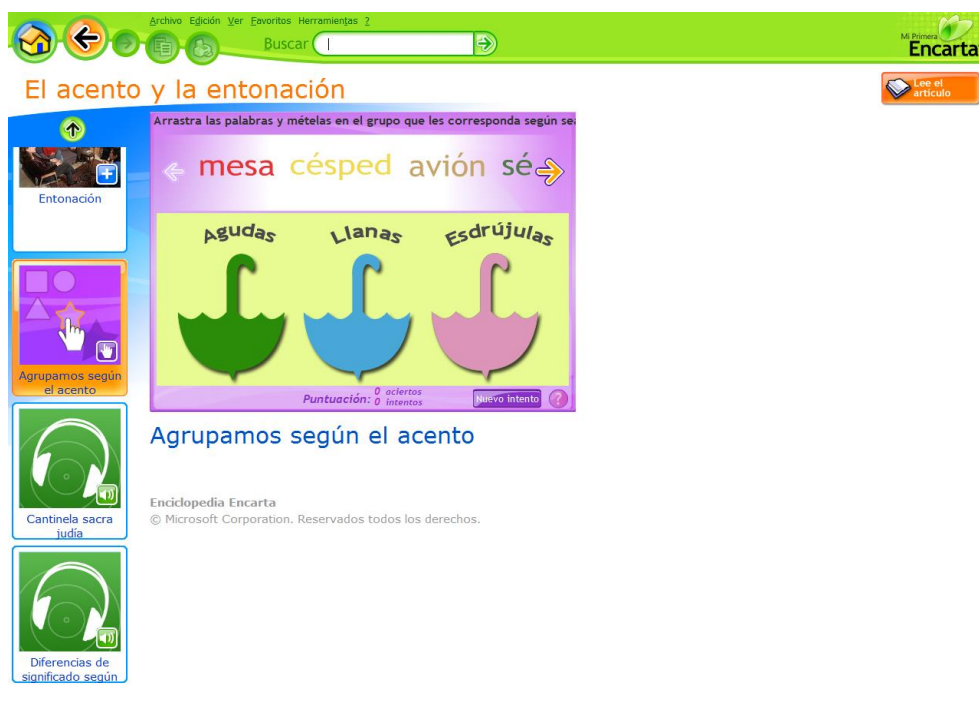 Archivo Edición Ver Favoritos Herramientas ?
Buscar
Mi Primera
Encarta
El acento y la entonación
Lee el
artículo
Entonación
Agrupamos según
el acento
Cantinela sacra
judía
Diferencias de
significado según
Arrastra las palabras y mételas en el grupo que les corresponda según
mesa césped avión sé
Agudas Llanas Esdrújulas
Puntuación: 0 aciertos
0 intentos
Nuevo intento ?
Agrupamos según el acento
Enciclopedia Encarta
© Microsoft Corporation. Reservados todos los derechos.